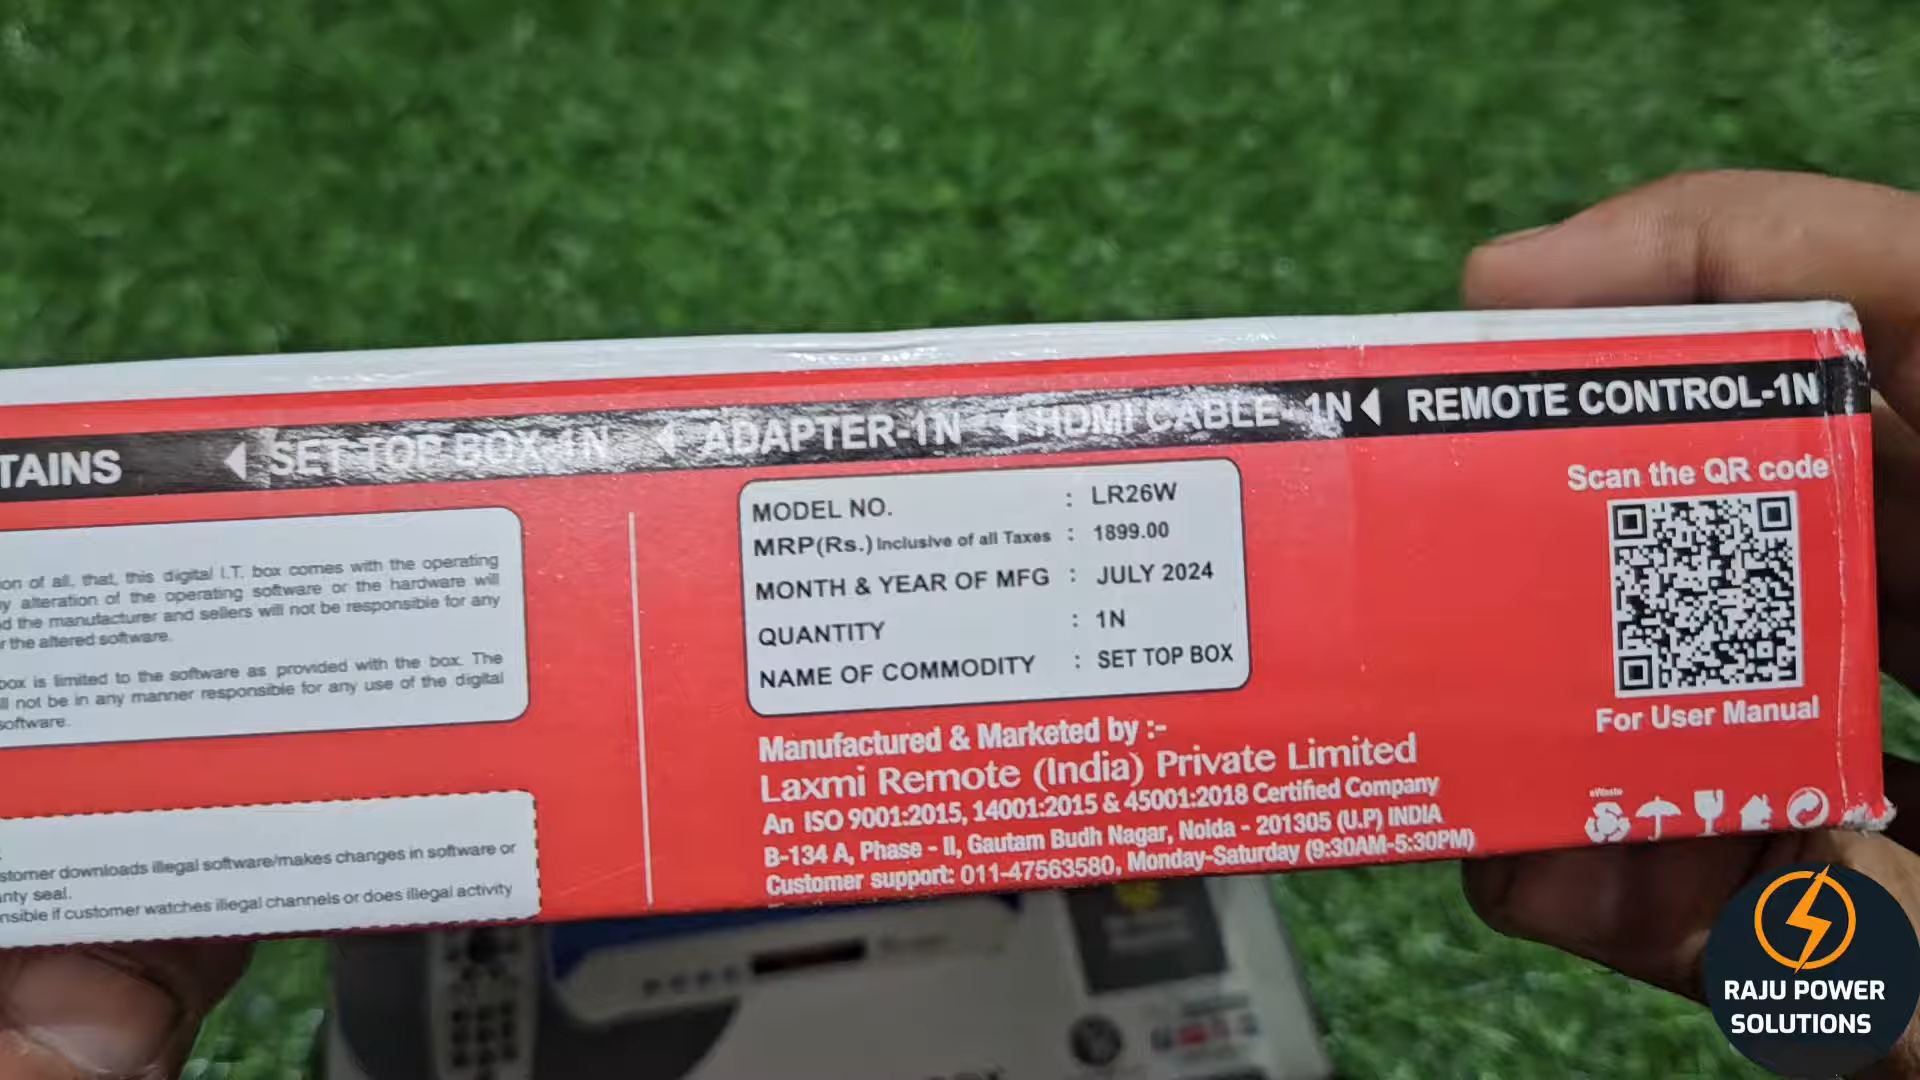 TAINS ◀ SET TOP BOX-1N ◀ ADAPTER-1N ◀ HDMI CABLE-1N ◀ REMOTE CONTROL-1N
on of all, that, this digital I.T. box comes with the operating
y alteration of the operating software or the hardware will
d the manufacturer and sellers will not be responsible for any
r the altered software.
box is limited to the software as provided with the box. The
ll not be in any manner responsible for any use of the digital
software.
stomer downloads illegal software/makes changes in software or
nty seal.
nsible if customer watches illegal channels or does illegal activity
MODEL NO. : LR26W
MRP(Rs.) Inclusive of all Taxes : 1899.00
MONTH & YEAR OF MFG : JULY 2024
QUANTITY : 1N
NAME OF COMMODITY : SET TOP BOX
Manufactured & Marketed by :-
Laxmi Remote (India) Private Limited
An ISO 9001:2015, 14001:2015 & 45001:2018 Certified Company
B-134 A, Phase - II, Gautam Budh Nagar, Noida - 201305 (U.P) INDIA
Customer support: 011-47563580, Monday-Saturday (9:30AM-5:30PM)
Scan the QR code
For User Manual
eWaste
RAJU POWER
SOLUTIONS